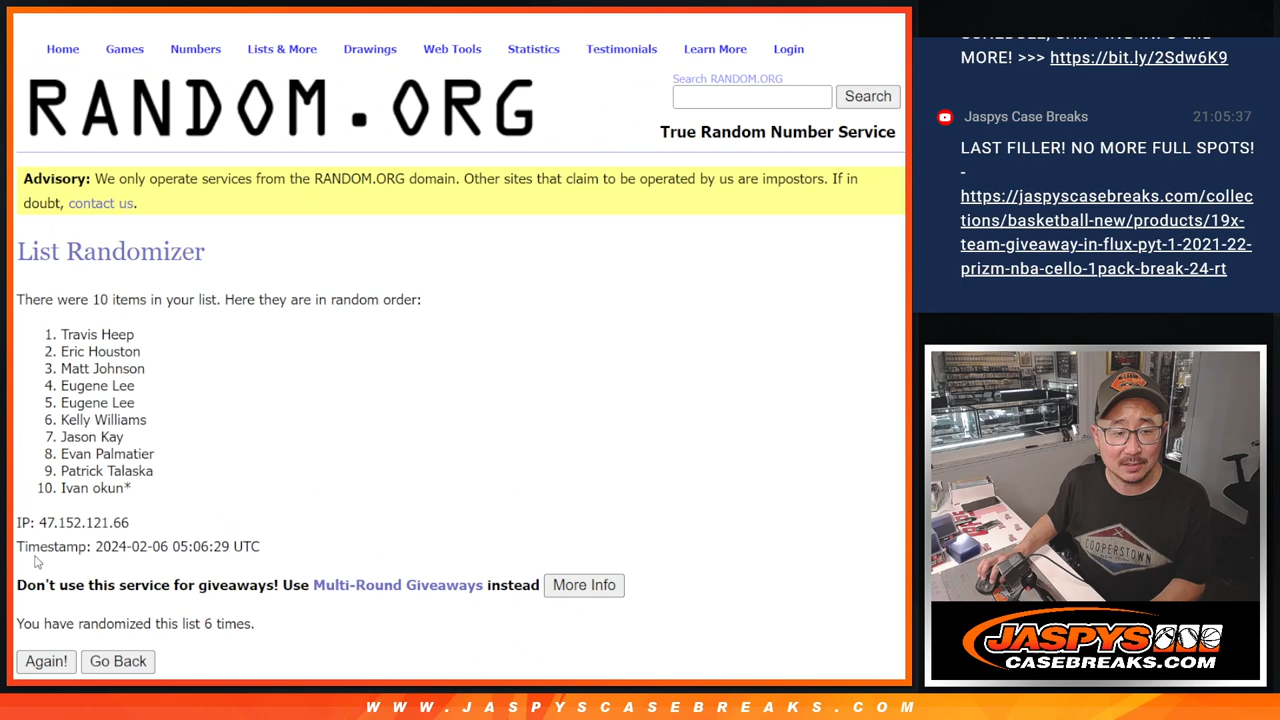 Home Games Numbers Lists & More Drawings Web Tools Statistics Testimonials Learn More Login
RANDOM.ORG
Search RANDOM.ORG
Search
True Random Number Service
Advisory: We only operate services from the RANDOM.ORG domain. Other sites that claim to be operated by us are impostors. If in
doubt, contact us.
List Randomizer
There were 10 items in your list. Here they are in random order:
1. Travis Heep
2. Eric Houston
3. Matt Johnson
4. Eugene Lee
5. Eugene Lee
6. Kelly Williams
7. Jason Kay
8. Evan Palmatier
9. Patrick Talaska
10. Ivan okun*
IP: 47.152.121.66
Timestamp: 2024-02-06 05:06:29 UTC
Don't use this service for giveaways! Use Multi-Round Giveaways instead More Info
You have randomized this list 6 times.
Again! Go Back
MORE! >>> https://bit.ly/2Sdw6K9
Jaspys Case Breaks 21:05:37
LAST FILLER! NO MORE FULL SPOTS!
-
https://jaspyscasebreaks.com/collec
tions/basketball-new/products/19x-
team-giveaway-in-flux-pyt-1-2021-22-
prizm-nba-cello-1pack-break-24-rt
COOPERSTOWN
JASPYS
CASEBREAKS.COM
WWW.JASPYSCASEBREAKS.COM